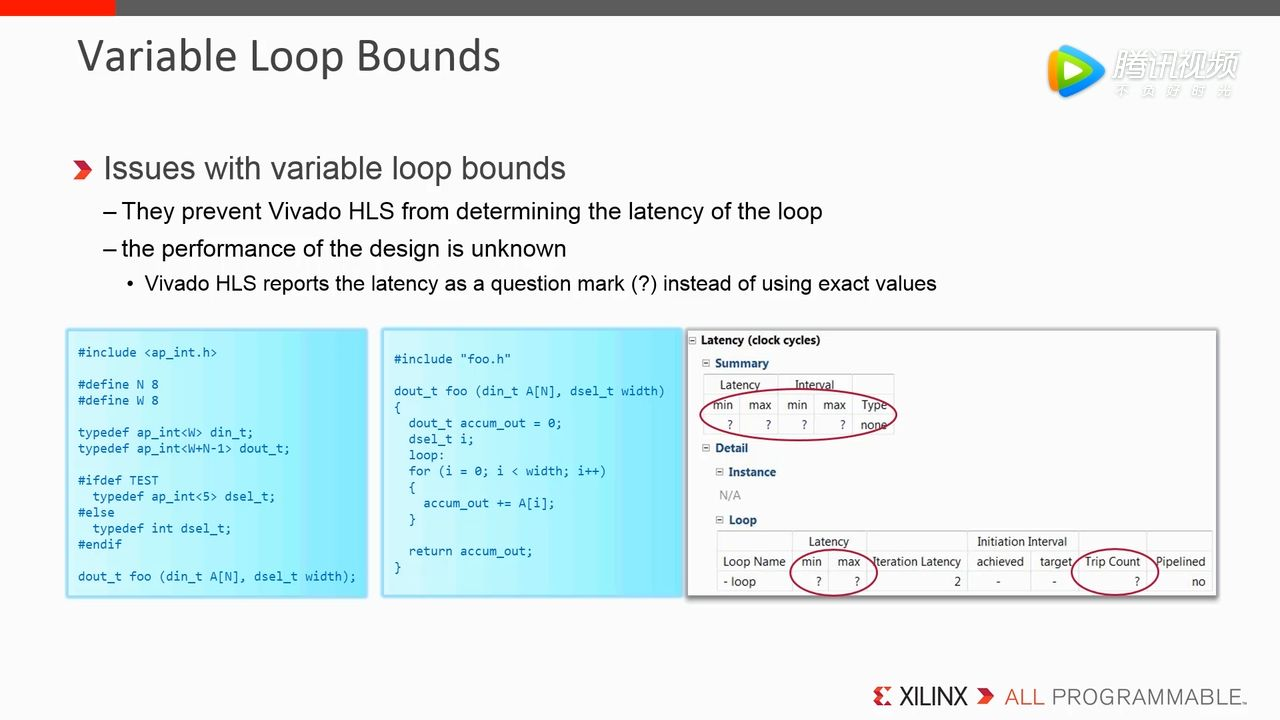 Variable Loop Bounds
腾讯视频
不负好时光
Issues with variable loop bounds
– They prevent Vivado HLS from determining the latency of the loop
– the performance of the design is unknown
• Vivado HLS reports the latency as a question mark (?) instead of using exact values
#include <ap_int.h>
#define N 8
#define W 8
typedef ap_int<W> din_t;
typedef ap_int<W+N-1> dout_t;
#ifdef TEST
typedef ap_int<5> dsel_t;
#else
typedef int dsel_t;
#endif
dout_t foo (din_t A[N], dsel_t width);
#include "foo.h"
dout_t foo (din_t A[N], dsel_t width)
{
dout_t accum_out = 0;
dsel_t i;
loop:
for (i = 0; i < width; i++)
{
accum_out += A[i];
}
return accum_out;
}
Latency (clock cycles)
Summary
Latency Interval
min max min max Type
? ? ? ? none
Detail
Instance
N/A
Loop
Latency Initiation Interval
Loop Name min max Iteration Latency achieved target Trip Count Pipelined
- loop ? ? 2 - - ? no
XILINX ALL PROGRAMMABLE™